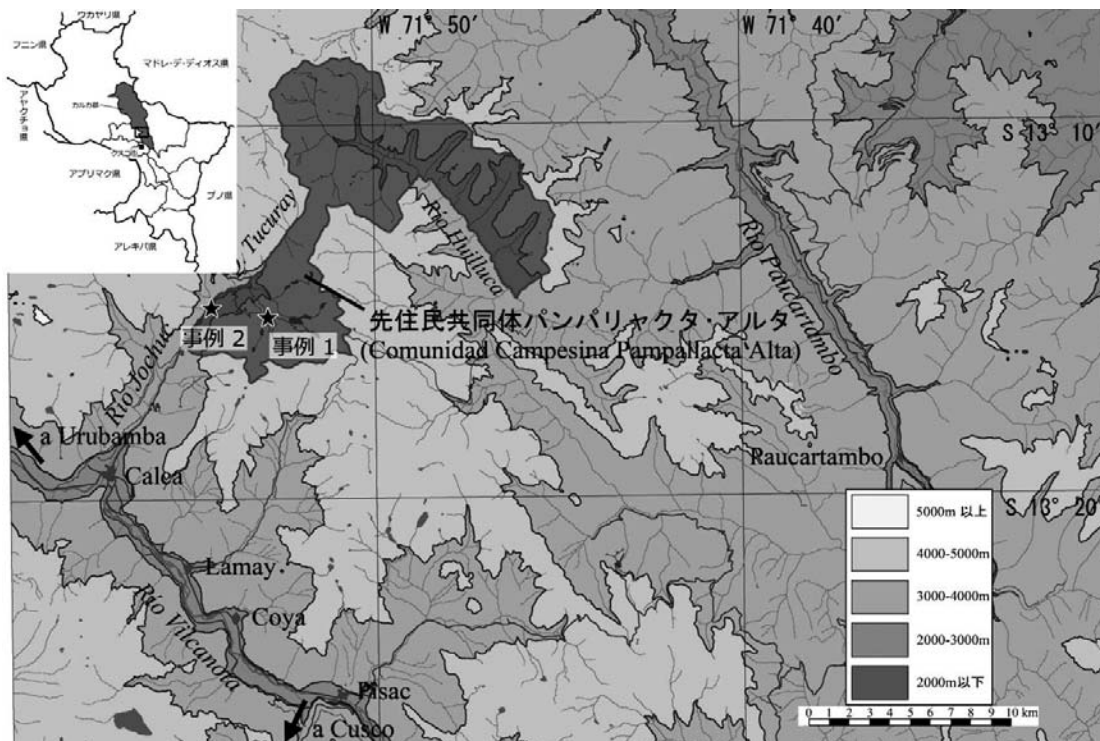 ウカヤリ県
フニン県
マドレ・デ・ディオス県
アヤクチョ県
カルカ郡
クスコ市
アプリマク県
プノ県
アレキパ県
W 71° 50′
W 71° 40′
S 13° 10′
Tucuray
Río Huilluca
Río Paucartambo
先住民共同体パンパリャクタ・アルタ
(Comunidad Campesina Pampallacta Alta)
事例 2
事例 1
Río Jochuc
a Urubamba
Calca
Paucartambo
S 13° 20′
Lamay
Coya
Río Vilcanota
Pisac
a Cusco
5000m 以上
4000-5000m
3000-4000m
2000-3000m
2000m以下
0 1 2 3 4 5 6 7 8 9 10 km